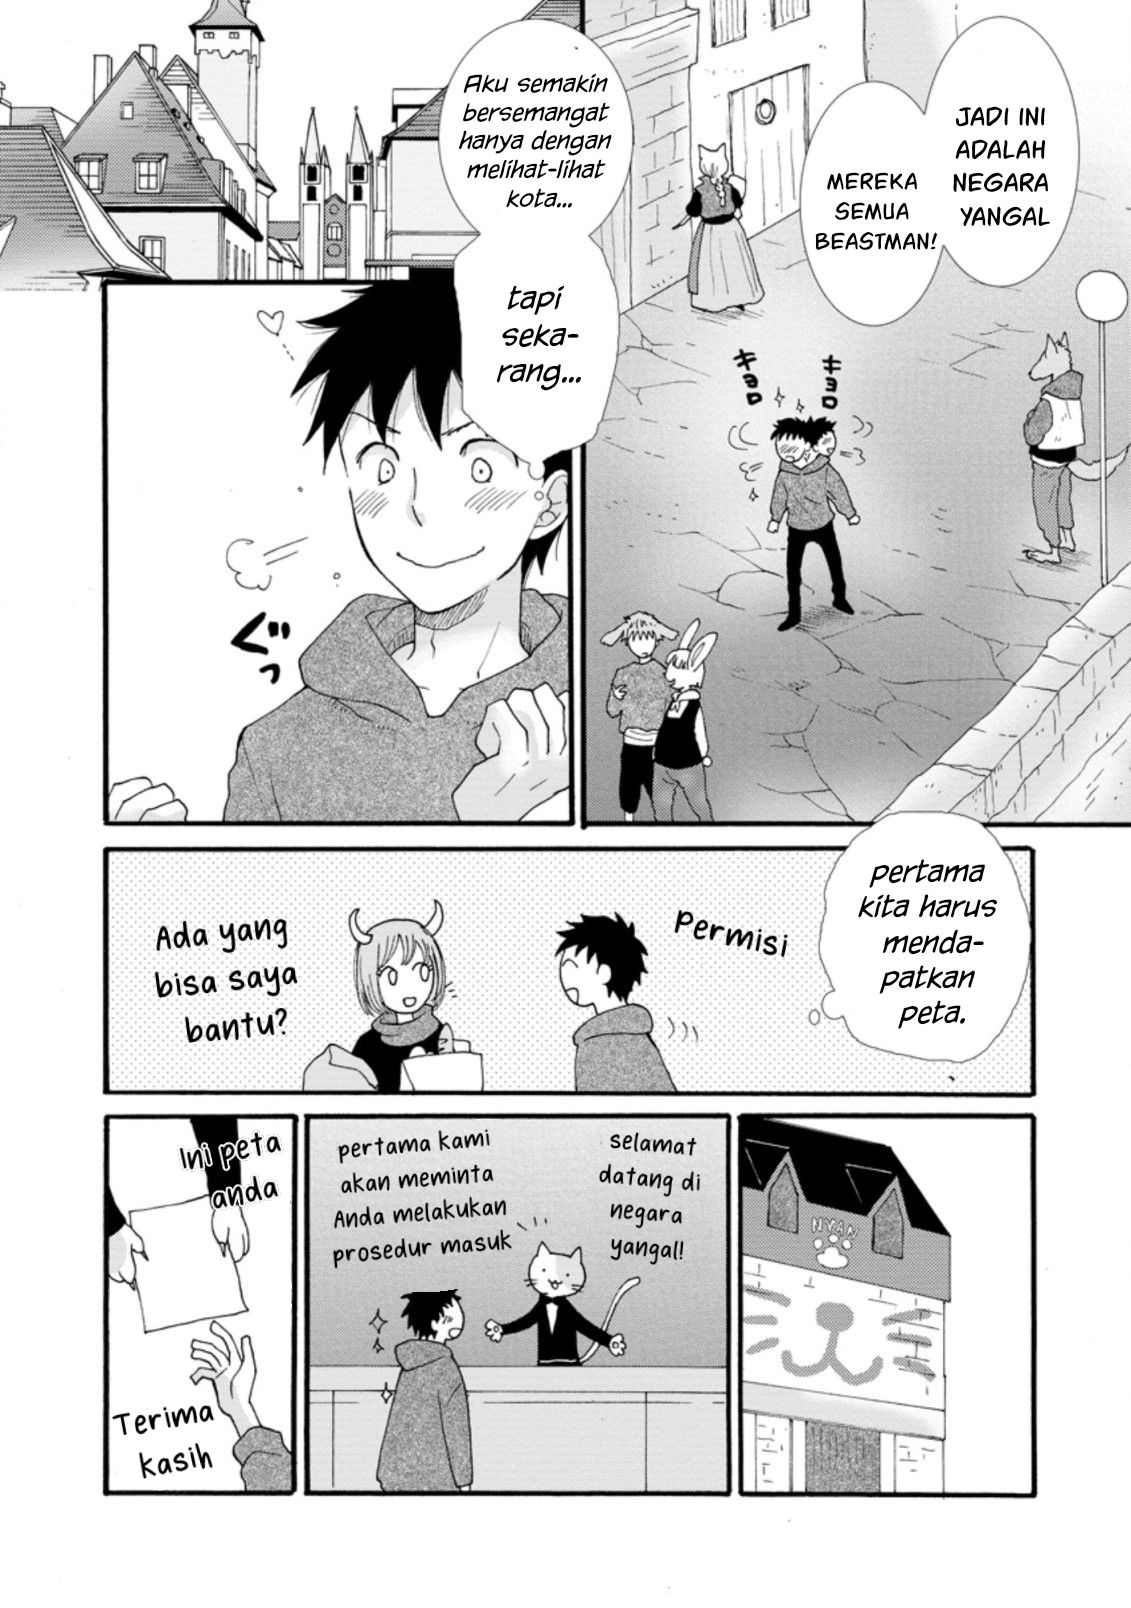 JADI INI
ADALAH
NEGARA
YANGAL
MEREKA
SEMUA
BEASTMAN!
キョロ
キョロ
Aku semakin
bersemangat
hanya dengan
melihat-lihat
kota...
tapi
seka-
rang...
ぐっ
pertama
kita harus
menda-
patkan
peta.
Permisi
Ada yang
bisa saya
bantu?
NYAN
selamat
datang di
negara
yangal!
pertama kami
akan meminta
Anda melakukan
prosedur masuk
Ini peta
anda
Terima
kasih